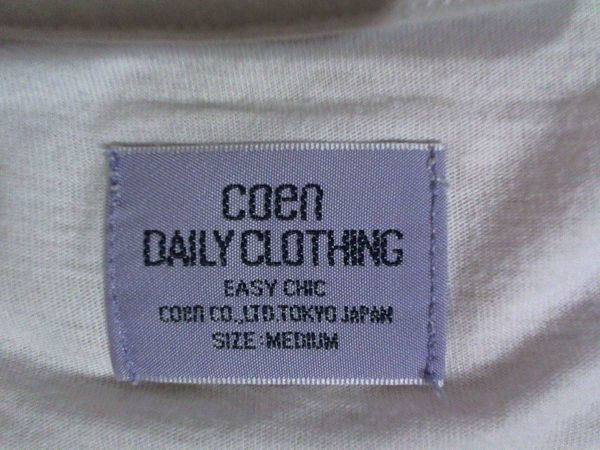 coen
DAILY CLOTHING
EASY CHIC
coen CO.,LTD.TOKYO JAPAN
SIZE:MEDIUM